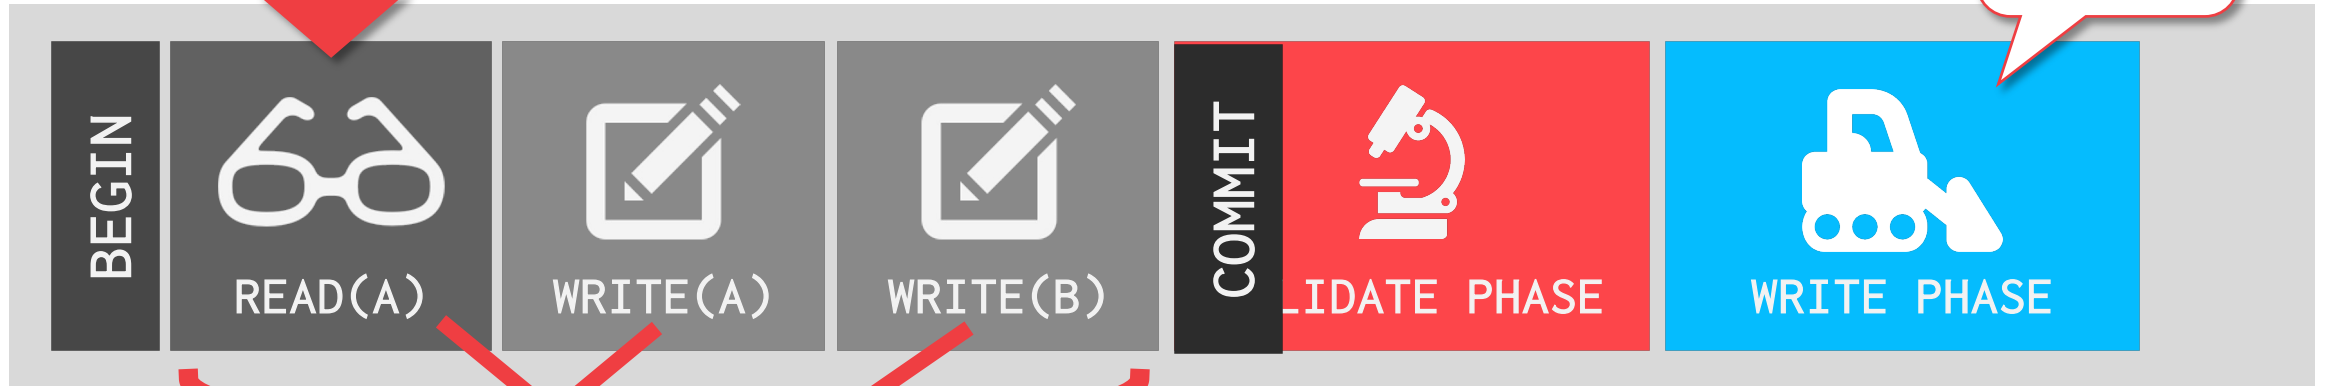 BEGIN
READ(A)
WRITE(A)
WRITE(B)
COMMIT
LIDATE PHASE
WRITE PHASE